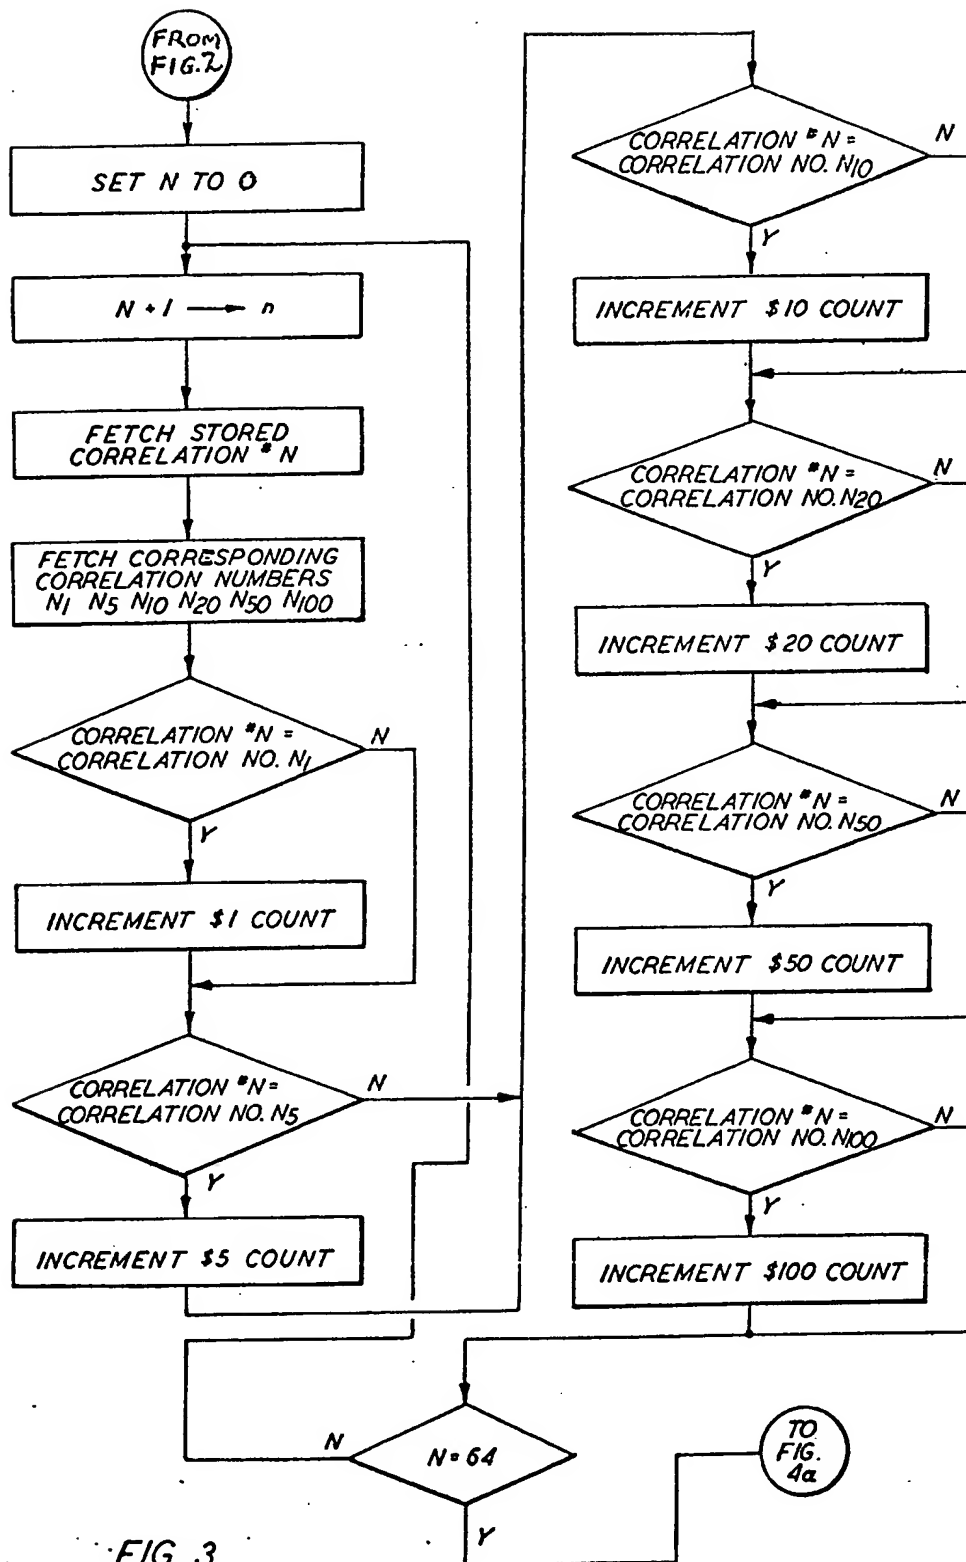 FROM
FIG. 2
SET N TO 0
N + 1 → n
FETCH STORED
CORRELATION # N
FETCH CORRESPONDING
CORRELATION NUMBERS
N1 N5 N10 N20 N50 N100
CORRELATION #N =
CORRELATION NO. N1
N
Y
INCREMENT $1 COUNT
CORRELATION #N =
CORRELATION NO. N5
N
Y
INCREMENT $5 COUNT
CORRELATION #N =
CORRELATION NO. N10
N
Y
INCREMENT $10 COUNT
CORRELATION #N =
CORRELATION NO. N20
N
Y
INCREMENT $20 COUNT
CORRELATION #N =
CORRELATION NO. N50
N
Y
INCREMENT $50 COUNT
CORRELATION #N =
CORRELATION NO. N100
N
Y
INCREMENT $100 COUNT
N = 64
N
Y
TO
FIG.
4a
FIG. 3